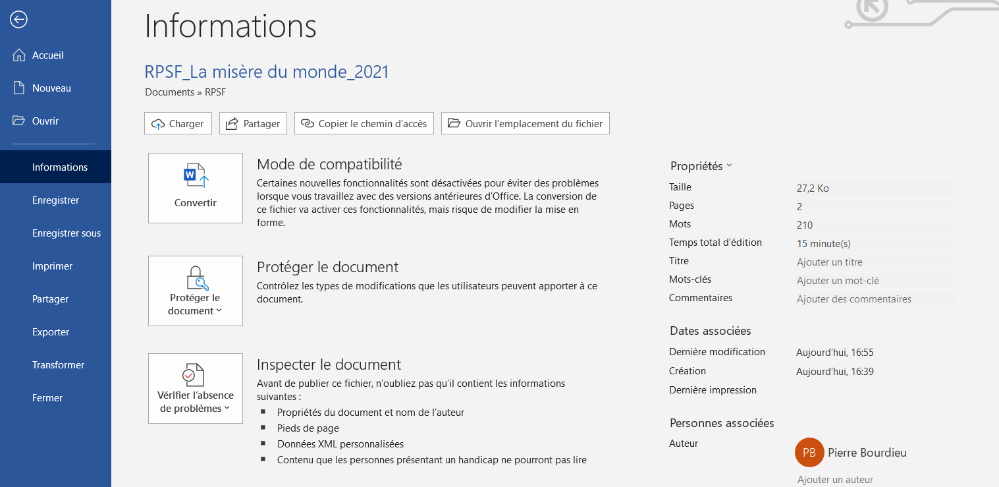 Informations
Accueil
Nouveau
Ouvrir
Informations
Enregistrer
Enregistrer sous
Imprimer
Partager
Exporter
Transformer
Fermer
RPSF_La misère du monde_2021
Documents » RPSF
Charger
Partager
Copier le chemin d’accès
Ouvrir l’emplacement du fichier
Convertir
Mode de compatibilité
Certaines nouvelles fonctionnalités sont désactivées pour éviter des problèmes
lorsque vous travaillez avec des versions antérieures d’Office. La conversion de
ce fichier va activer ces fonctionnalités, mais risque de modifier la mise en
forme.
Protéger le
document
Protéger le document
Contrôlez les types de modifications que les utilisateurs peuvent apporter à ce
document.
Vérifier l’absence
de problèmes
Inspecter le document
Avant de publier ce fichier, n’oubliez pas qu’il contient les informations
suivantes :
▪ Propriétés du document et nom de l’auteur
▪ Pieds de page
▪ Données XML personnalisées
▪ Contenu que les personnes présentant un handicap ne pourront pas lire
Propriétés
Taille 27,2 Ko
Pages 2
Mots 210
Temps total d’édition 15 minute(s)
Titre Ajouter un titre
Mots-clés Ajouter un mot-clé
Commentaires Ajouter des commentaires
Dates associées
Dernière modification Aujourd’hui, 16:55
Création Aujourd’hui, 16:39
Dernière impression
Personnes associées
Auteur
PB Pierre Bourdieu
Ajouter un auteur